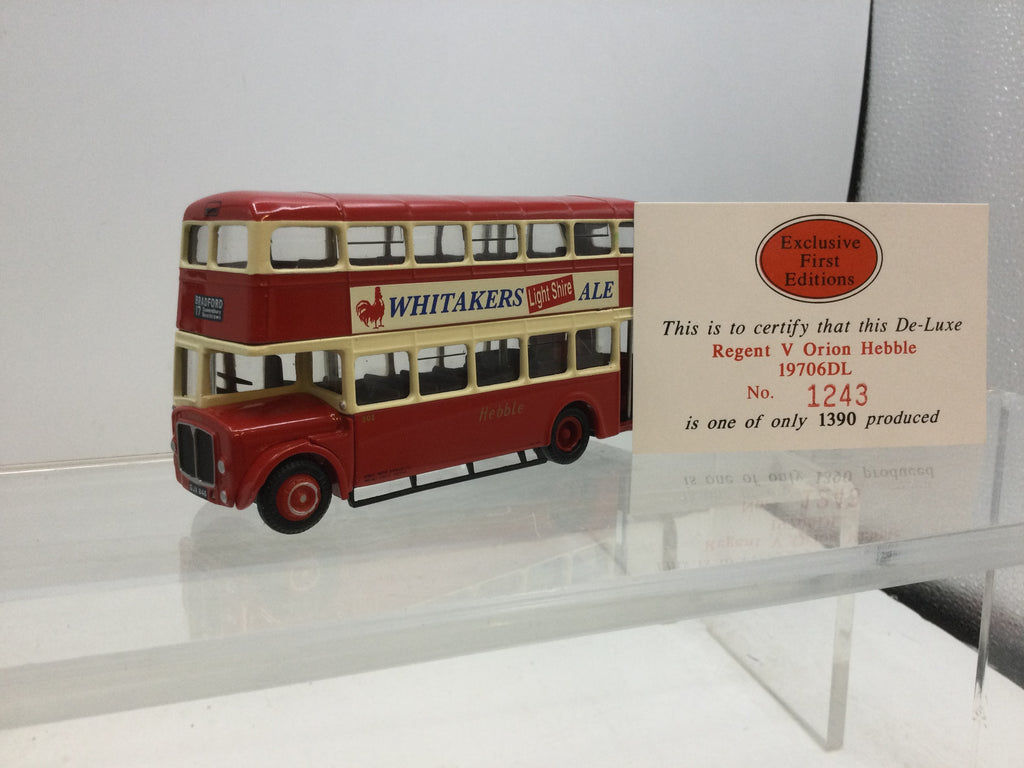 BRADFORD
17
WHITAKERS Light Shire ALE
Hebble
Exclusive
First
Editions
This is to certify that this De-Luxe
Regent V Orion Hebble
19706DL
No. 1243
is one of only 1390 produced